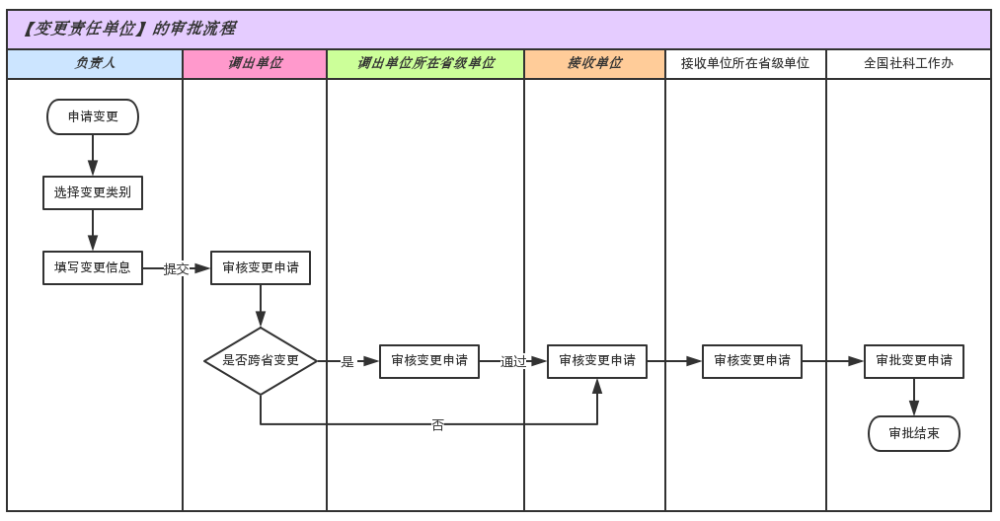 【变更责任单位】的审批流程
负责人
调出单位
调出单位所在省级单位
接收单位
接收单位所在省级单位
全国社科工作办
申请变更
选择变更类别
填写变更信息
提交
审核变更申请
是否跨省变更
是
审核变更申请
通过
审核变更申请
审核变更申请
审批变更申请
否
审批结束